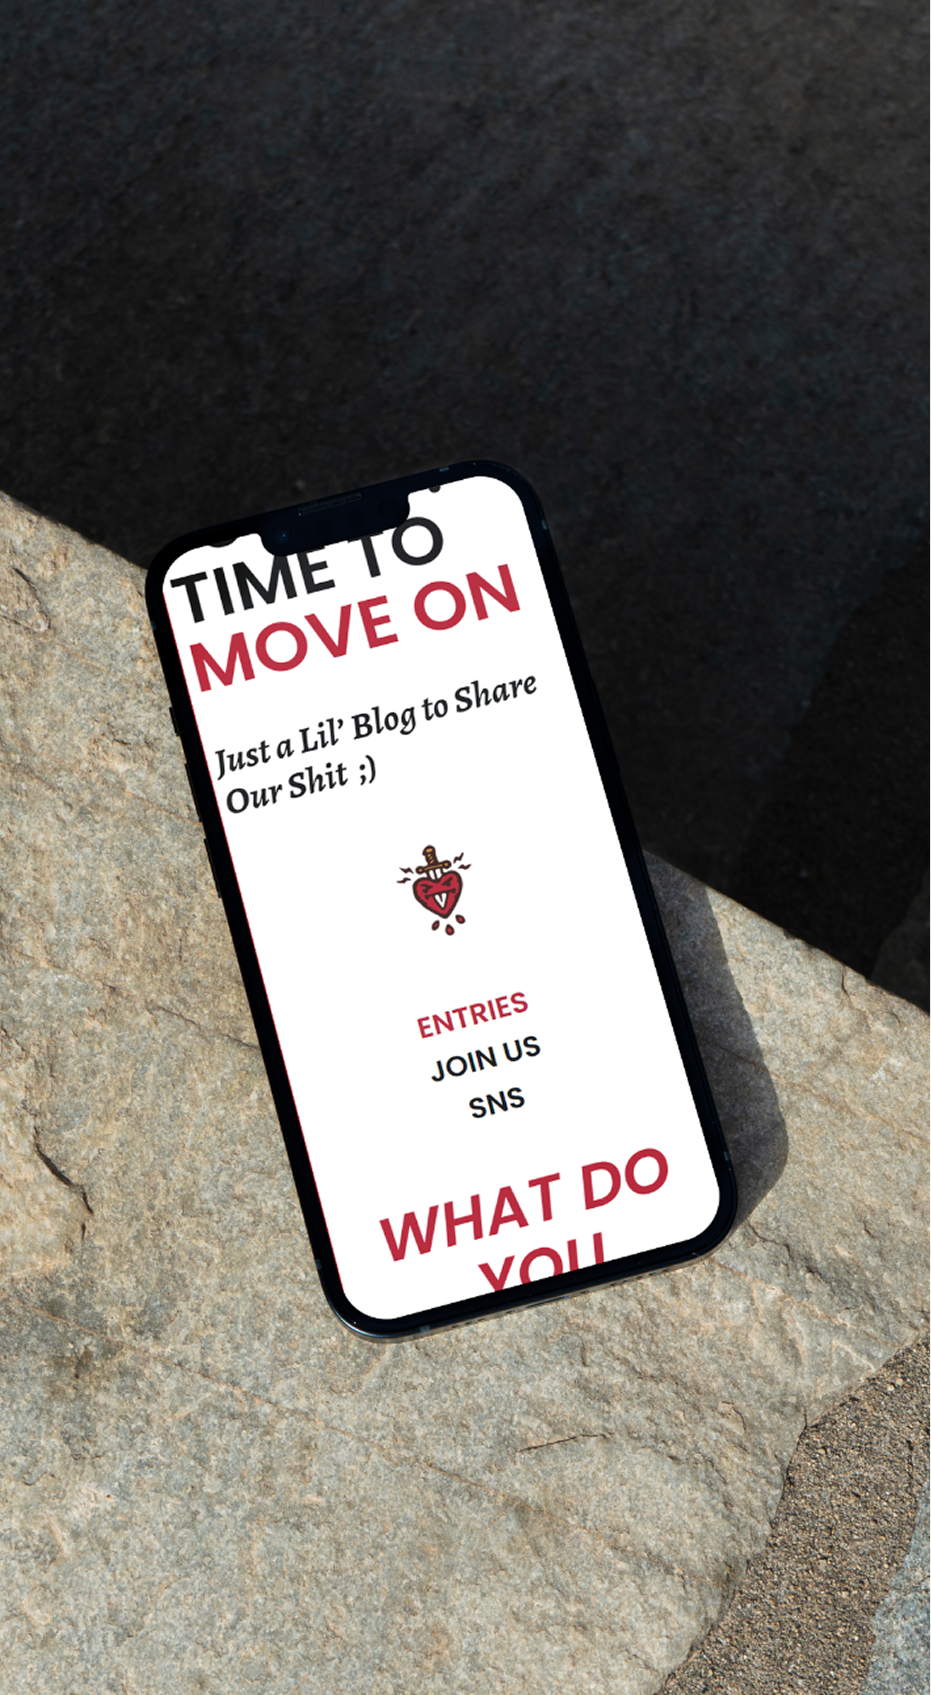 TIME TO
MOVE ON
Just a Lil’ Blog to Share
Our Shit ;)
ENTRIES
JOIN US
SNS
WHAT DO
YOU